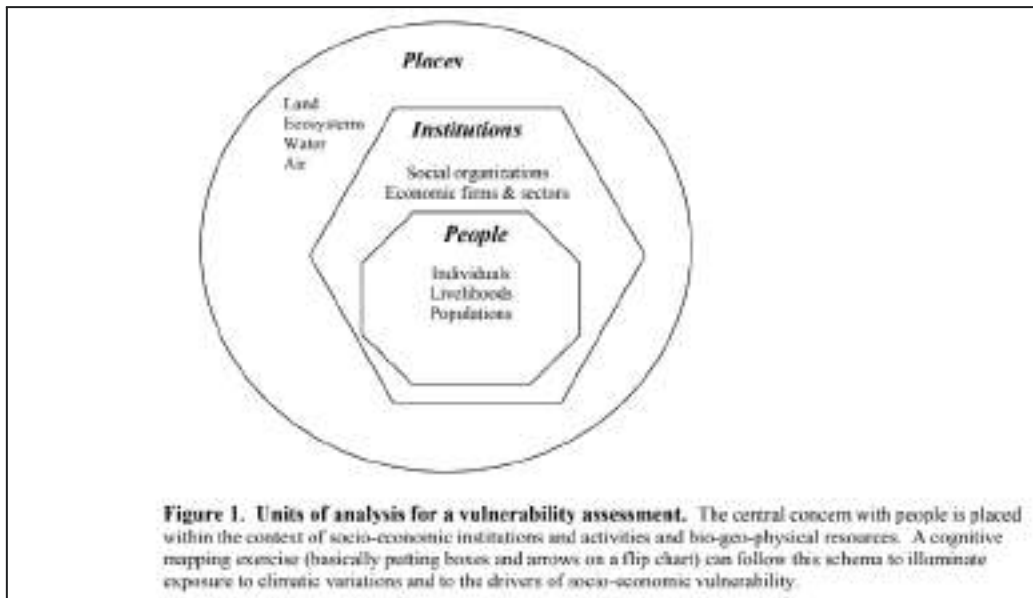 Places
Land
Ecosystems
Water
Air
Institutions
Social organizations
Economic firms & sectors
People
Individuals
Livelihoods
Populations
Figure 1. Units of analysis for a vulnerability assessment. The central concern with people is placed
within the context of socio-economic institutions and activities and bio-geo-physical resources. A cognitive
mapping exercise (basically putting boxes and arrows on a flip chart) can follow this schema to illuminate
exposure to climatic variations and to the drivers of socio-economic vulnerability.